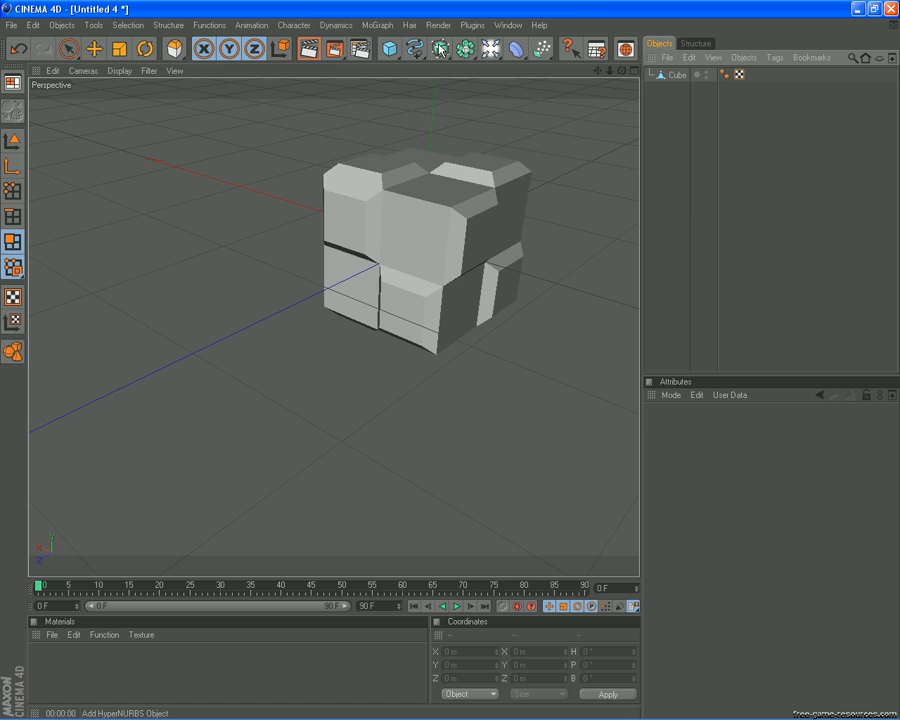 CINEMA 4D - [Untitled 4 *]
File Edit Objects Tools Selection Structure Functions Animation Character Dynamics MoGraph Hair Render Plugins Window Help
X Y Z
Objects Structure
File Edit View Objects Tags Bookmarks
Cube
Edit Cameras Display Filter View
Perspective
Attributes
Mode Edit User Data
Y
X
Z
0 5 10 15 20 25 30 35 40 45 50 55 60 65 70 75 80 85 90 0 F
0 F 0 F 90 F 90 F
Materials
File Edit Function Texture
Coordinates
- - -
X 0 m X 0 m H 0 °
Y 0 m Y 0 m P 0 °
Z 0 m Z 0 m B 0 °
Object Size Apply
MAXON
CINEMA 4D
00:00:00 Add HyperNURBS Object
free-game-resources.com